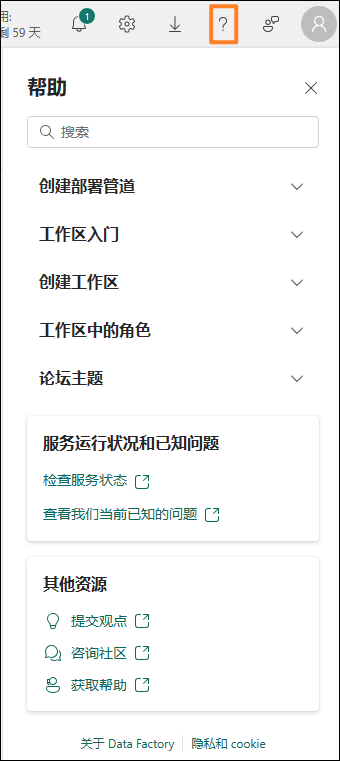 用:
剩 59 天
1
?
帮助
搜索
创建部署管道
工作区入门
创建工作区
工作区中的角色
论坛主题
服务运行状况和已知问题
检查服务状态
查看我们当前已知的问题
其他资源
提交观点
咨询社区
获取帮助
关于 Data Factory | 隐私和 cookie